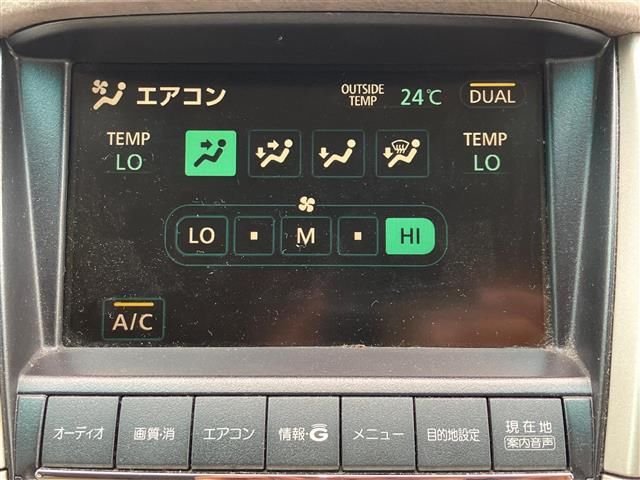 エアコン OUTSIDE TEMP 24℃ DUAL
TEMP LO TEMP LO
LO M HI
A/C
オーディオ 画質・消 エアコン 情報・G メニュー 目的地設定 現在地
案内音声